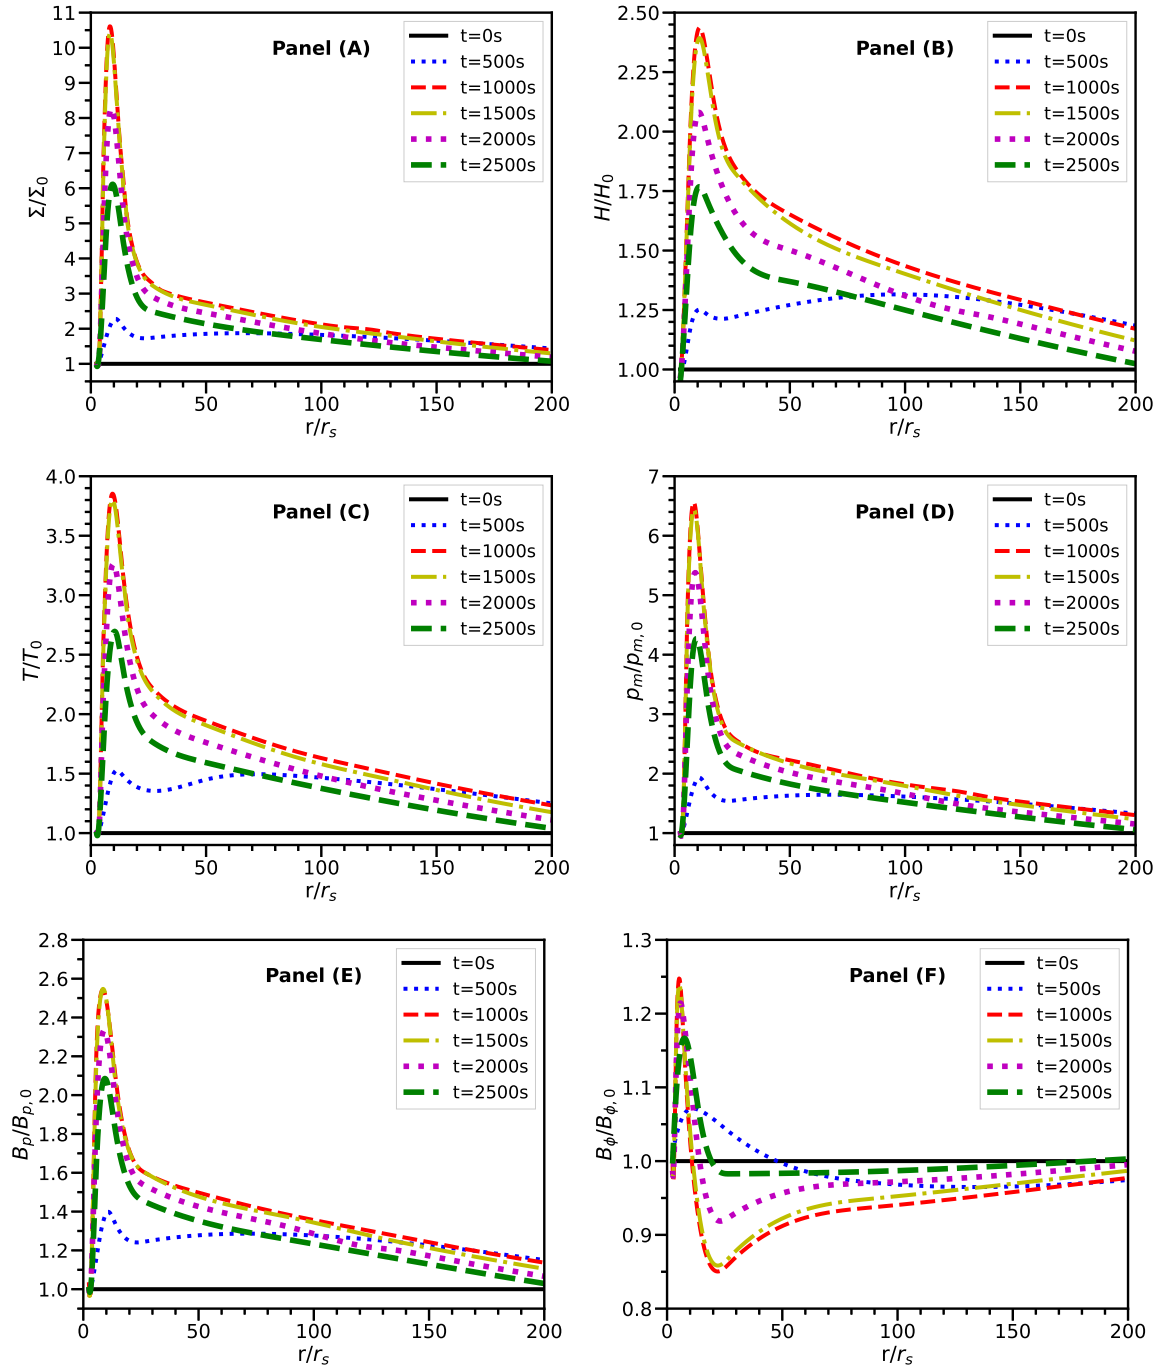 11
10
9
8
7
6
5
4
3
2
1
Σ/Σ₀
Panel (A)
t=0s
t=500s
t=1000s
t=1500s
t=2000s
t=2500s
0 50 100 150 200
r/rₛ
2.50
2.25
2.00
1.75
1.50
1.25
1.00
H/H₀
Panel (B)
t=0s
t=500s
t=1000s
t=1500s
t=2000s
t=2500s
0 50 100 150 200
r/rₛ
4.0
3.5
3.0
2.5
2.0
1.5
1.0
T/T₀
Panel (C)
t=0s
t=500s
t=1000s
t=1500s
t=2000s
t=2500s
0 50 100 150 200
r/rₛ
7
6
5
4
3
2
1
pₘ/pₘ,₀
Panel (D)
t=0s
t=500s
t=1000s
t=1500s
t=2000s
t=2500s
0 50 100 150 200
r/rₛ
2.8
2.6
2.4
2.2
2.0
1.8
1.6
1.4
1.2
1.0
Bₚ/Bₚ,₀
Panel (E)
t=0s
t=500s
t=1000s
t=1500s
t=2000s
t=2500s
0 50 100 150 200
r/rₛ
1.3
1.2
1.1
1.0
0.9
0.8
B_ϕ/B_ϕ,₀
Panel (F)
t=0s
t=500s
t=1000s
t=1500s
t=2000s
t=2500s
0 50 100 150 200
r/rₛ